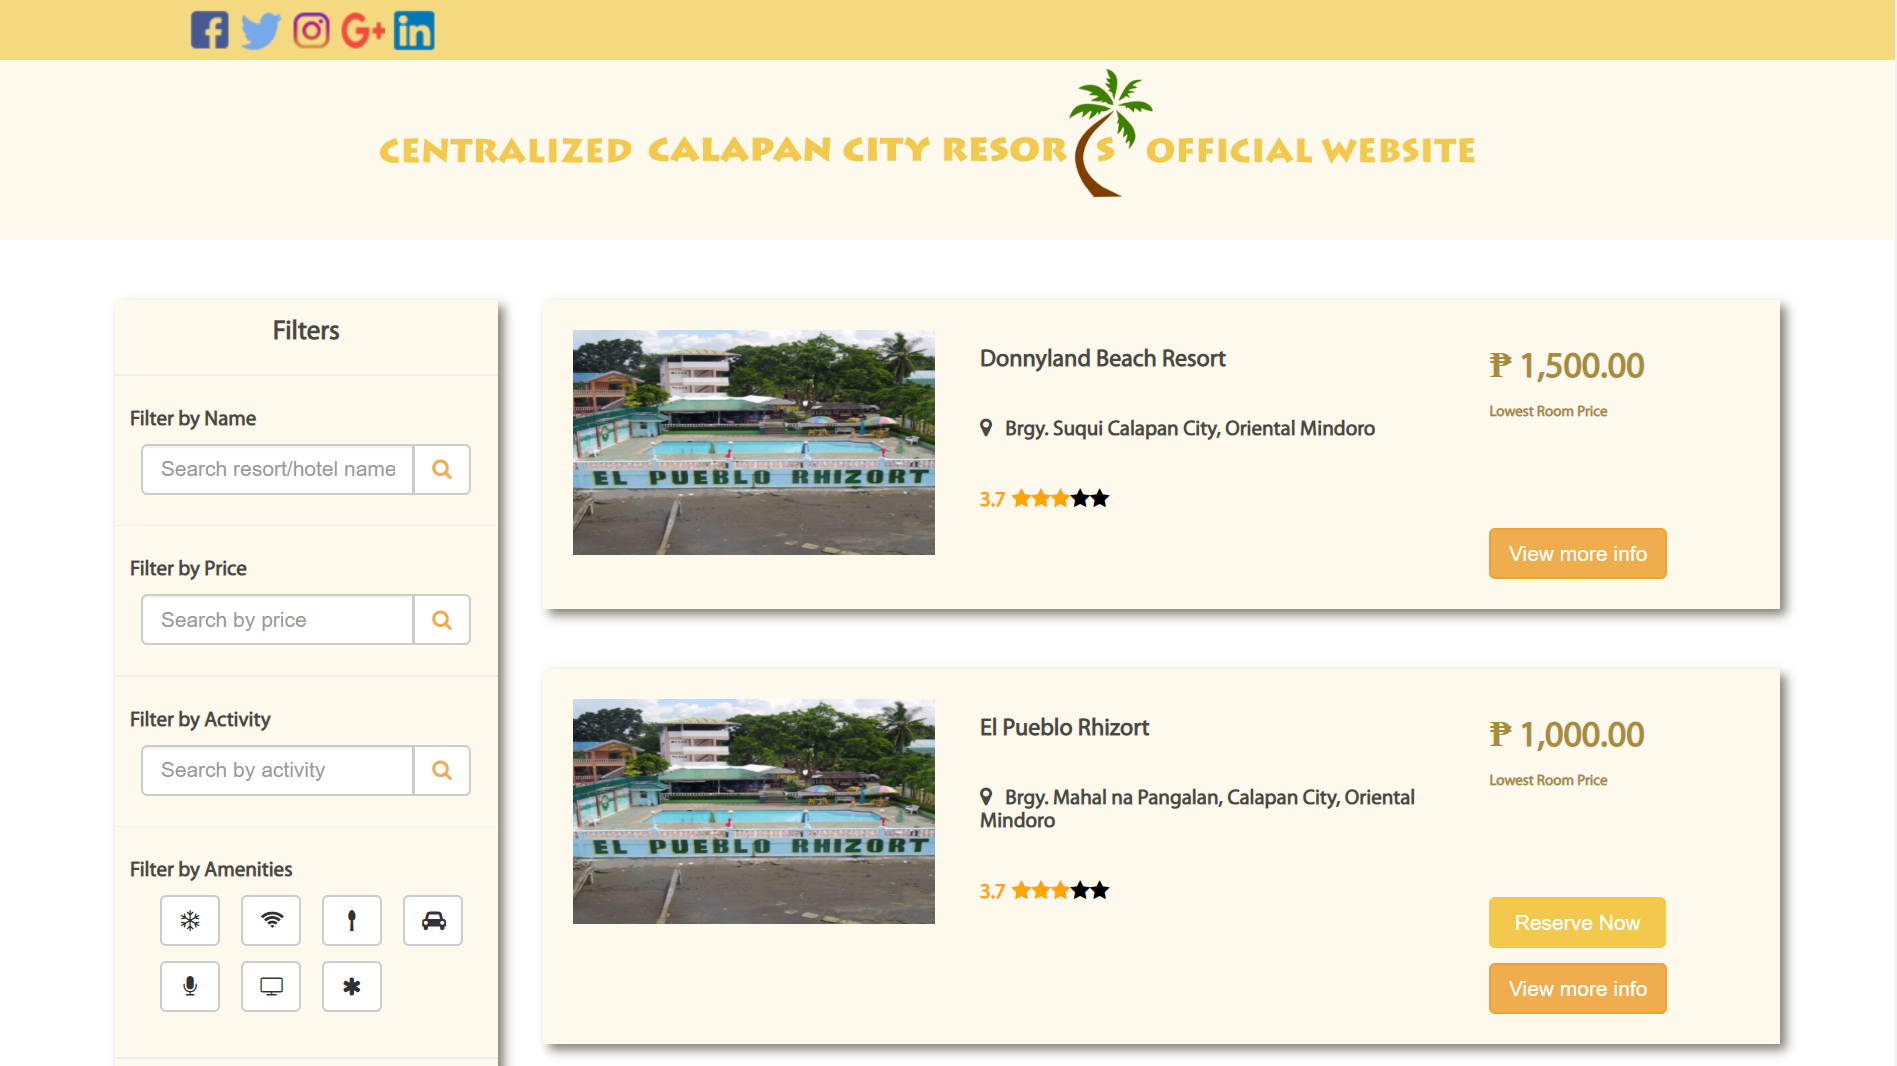 CENTRALIZED CALAPAN CITY RESOR S OFFICIAL WEBSITE
Filters
Filter by Name
Search resort/hotel name
Filter by Price
Search by price
Filter by Activity
Search by activity
Filter by Amenities
EL PUEBLO RHIZORT
Donnyland Beach Resort
Brgy. Suqui Calapan City, Oriental Mindoro
3.7
₱ 1,500.00
Lowest Room Price
View more info
EL PUEBLO RHIZORT
El Pueblo Rhizort
Brgy. Mahal na Pangalan, Calapan City, Oriental
Mindoro
3.7
₱ 1,000.00
Lowest Room Price
Reserve Now
View more info